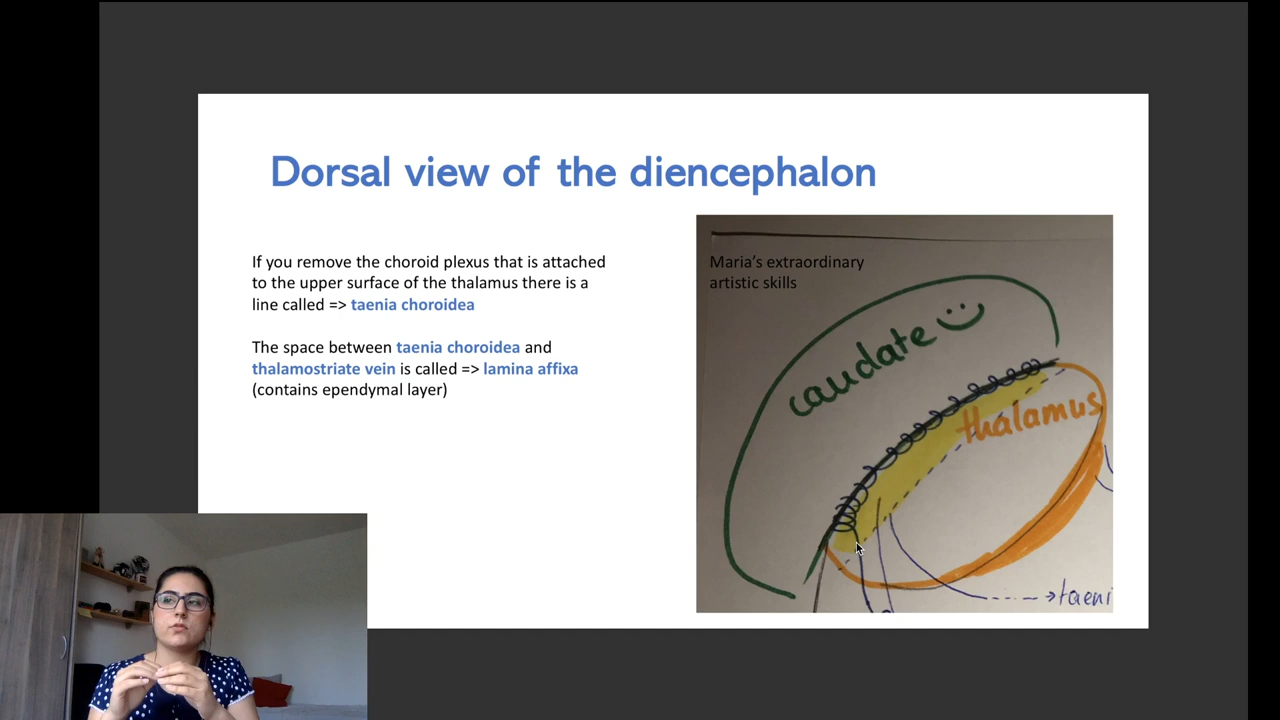 Dorsal view of the diencephalon
If you remove the choroid plexus that is attached
to the upper surface of the thalamus there is a
line called => taenia choroidea
The space between taenia choroidea and
thalamostriate vein is called => lamina affixa
(contains ependymal layer)
Maria's extraordinary
artistic skills
caudate
thalamus
taeni